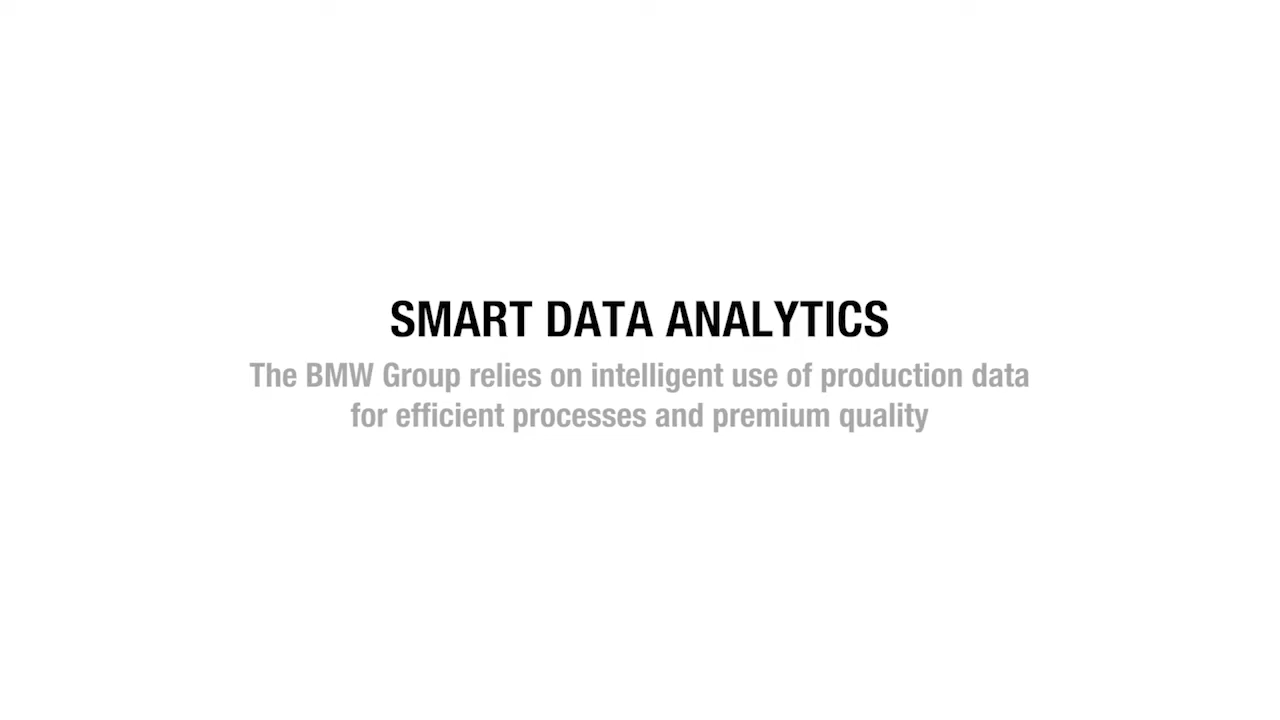 SMART DATA ANALYTICS
The BMW Group relies on intelligent use of production data
for efficient processes and premium quality